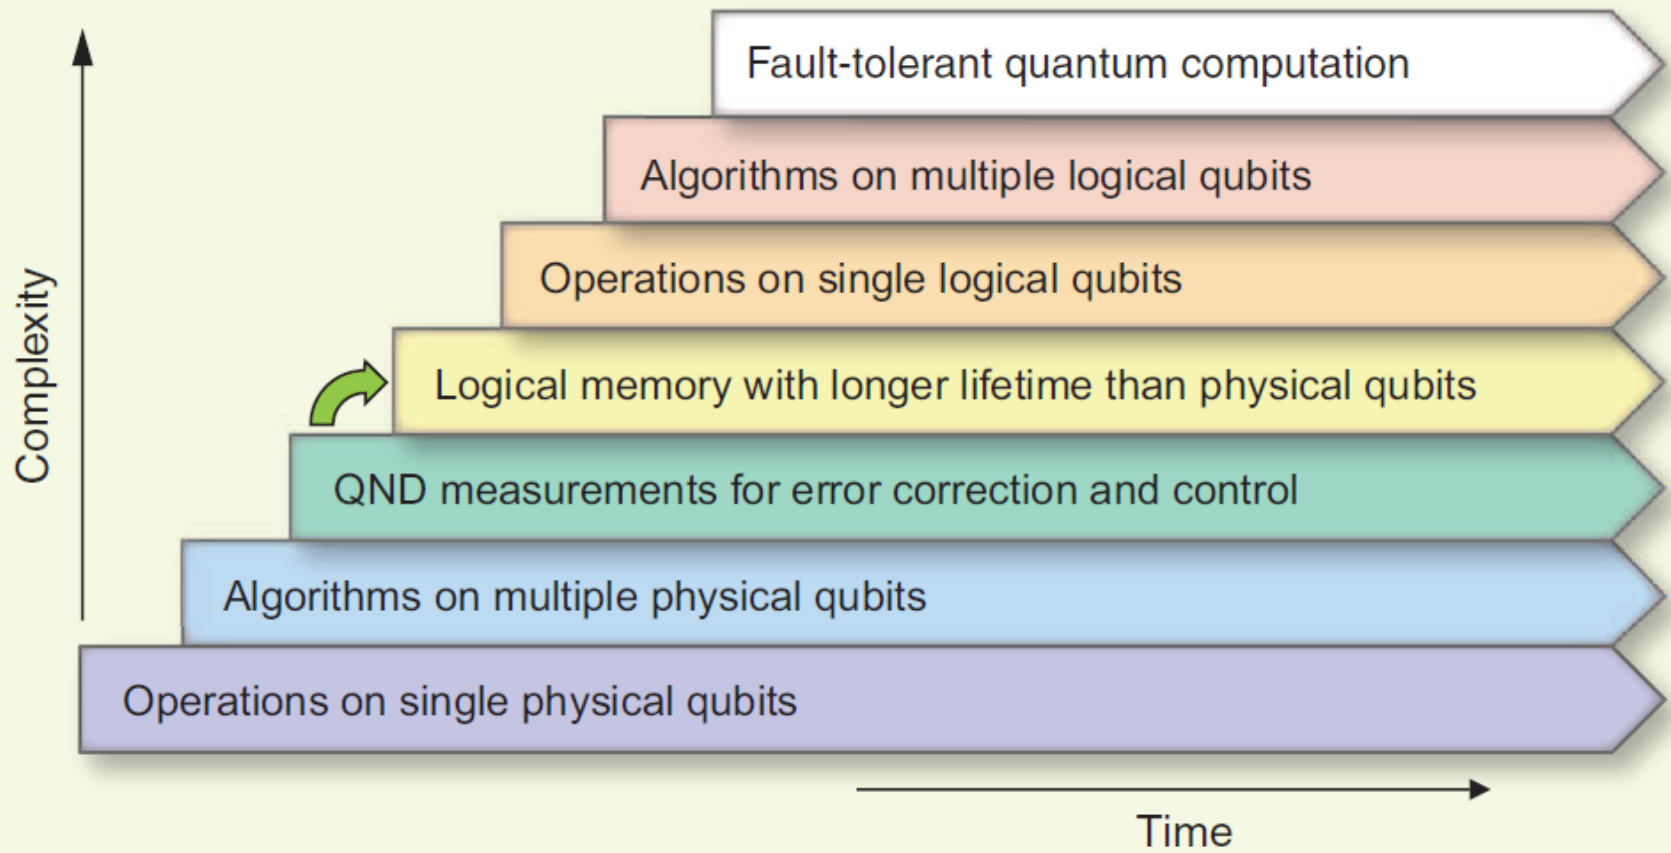 Fault-tolerant quantum computation
Algorithms on multiple logical qubits
Operations on single logical qubits
Logical memory with longer lifetime than physical qubits
QND measurements for error correction and control
Algorithms on multiple physical qubits
Operations on single physical qubits
Complexity
Time